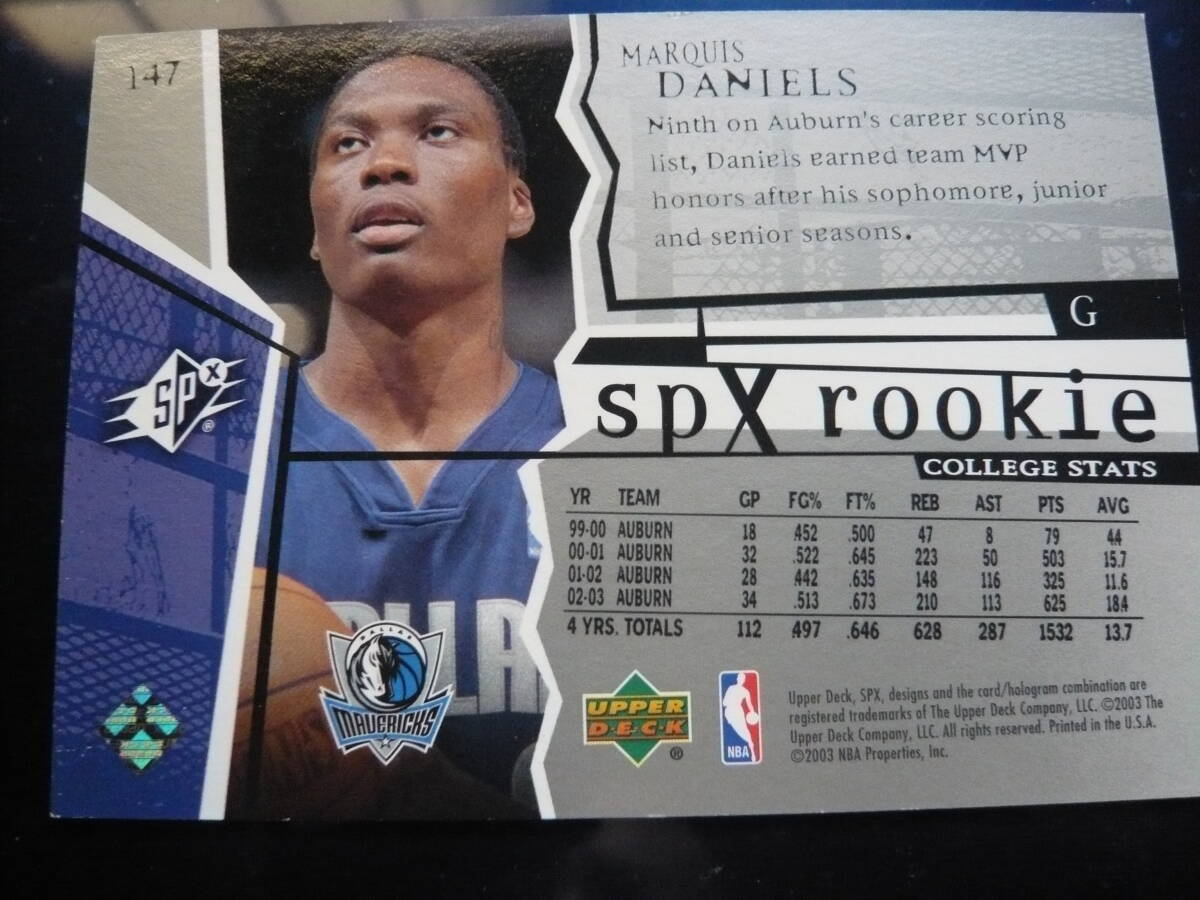 147
MARQUIS
DANIELS
Ninth on Auburn's career scoring
list, Daniels earned team MVP
honors after his sophomore, junior
and senior seasons.
G
SPx®
spx rookie
COLLEGE STATS
YR TEAM GP FG% FT% REB AST PTS AVG
99-00 AUBURN 18 .452 .500 47 8 79 4.4
00-01 AUBURN 32 .522 .645 223 50 503 15.7
01-02 AUBURN 28 .442 .635 148 116 325 11.6
02-03 AUBURN 34 .513 .673 210 113 625 18.4
4 YRS. TOTALS 112 .497 .646 628 287 1532 13.7
DALLAS
MAVERICKS
UPPER
DECK®
NBA
Upper Deck, SPX, designs and the card/hologram combination are
registered trademarks of The Upper Deck Company, LLC. ©2003 The
Upper Deck Company, LLC. All rights reserved. Printed in the U.S.A.
©2003 NBA Properties, Inc.